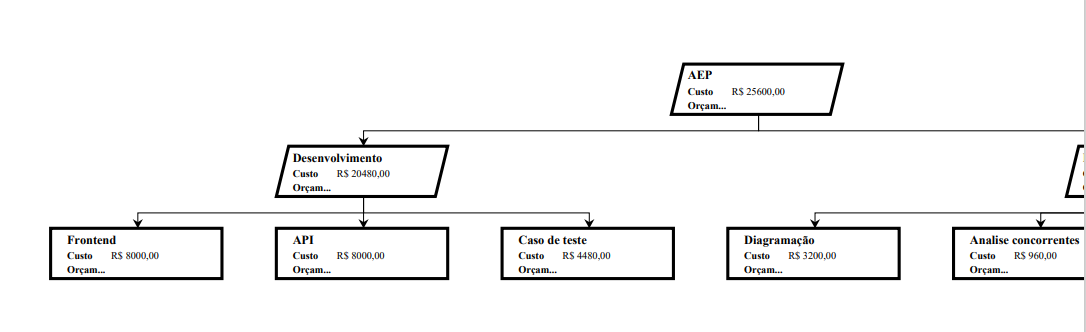 AEP
Custo R$ 25600,00
Orçam...
Desenvolvimento
Custo R$ 20480,00
Orçam...
Frontend
Custo R$ 8000,00
Orçam...
API
Custo R$ 8000,00
Orçam...
Caso de teste
Custo R$ 4480,00
Orçam...
Diagramação
Custo R$ 3200,00
Orçam...
Analise concorrentes
Custo R$ 960,00
Orçam...